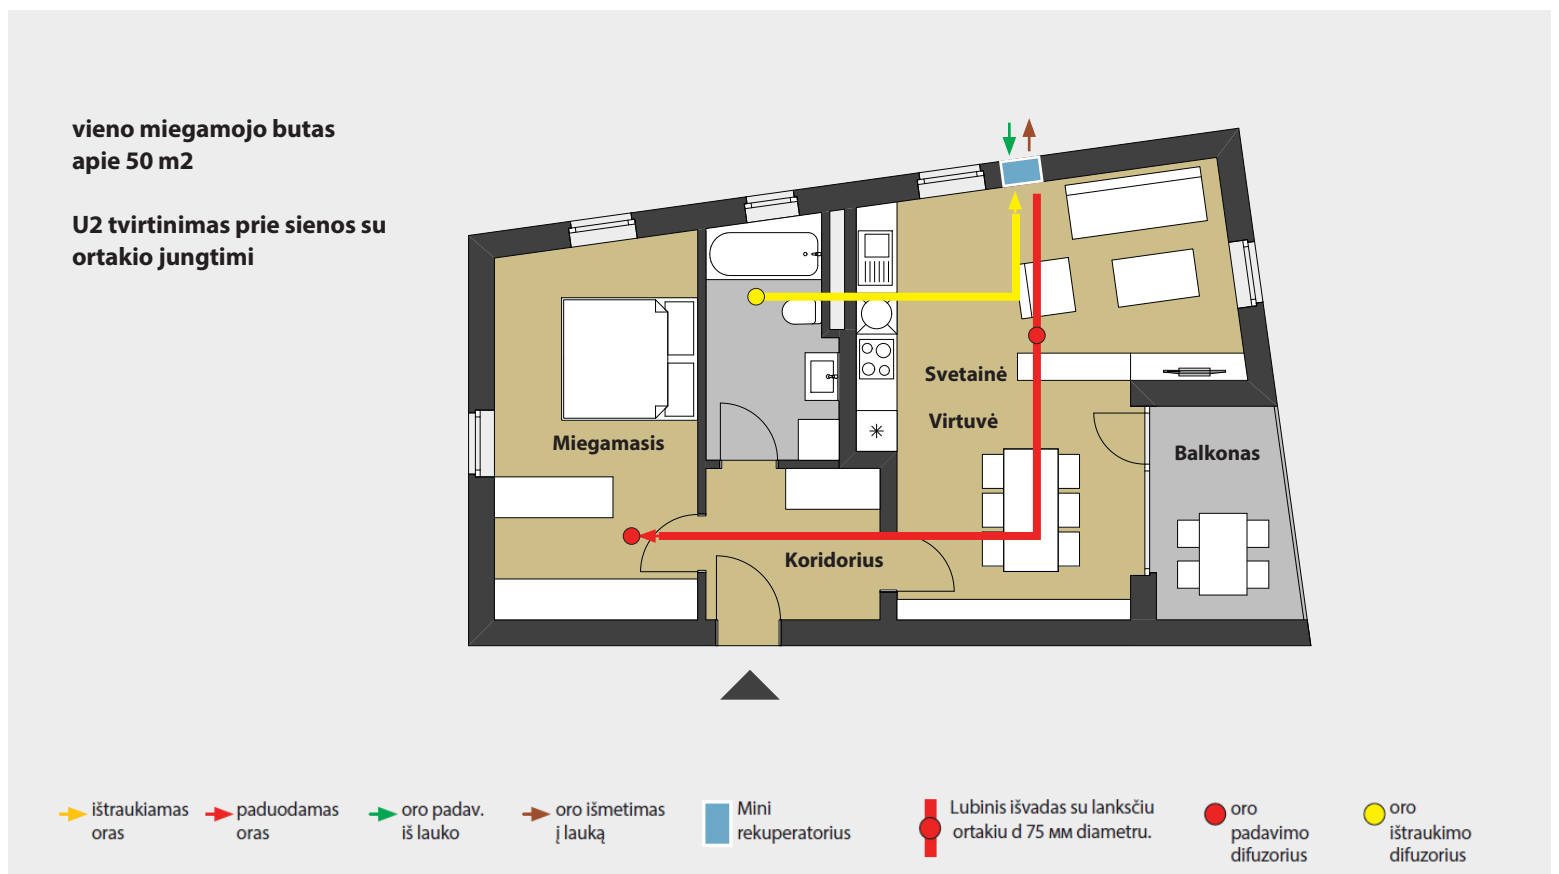 vieno miegamojo butas
apie 50 m2
U2 tvirtinimas prie sienos su
ortakio jungtimi
Svetainė
Virtuvė
Miegamasis
Balkonas
Koridorius
ištraukiamas
oras
paduodamas
oras
oro padav.
iš lauko
oro išmetimas
į lauką
Mini
rekuperatorius
Lubinis išvadas su lanksčiu
ortakiu d 75 мм diametru.
oro
padavimo
difuzorius
oro
ištraukimo
difuzorius